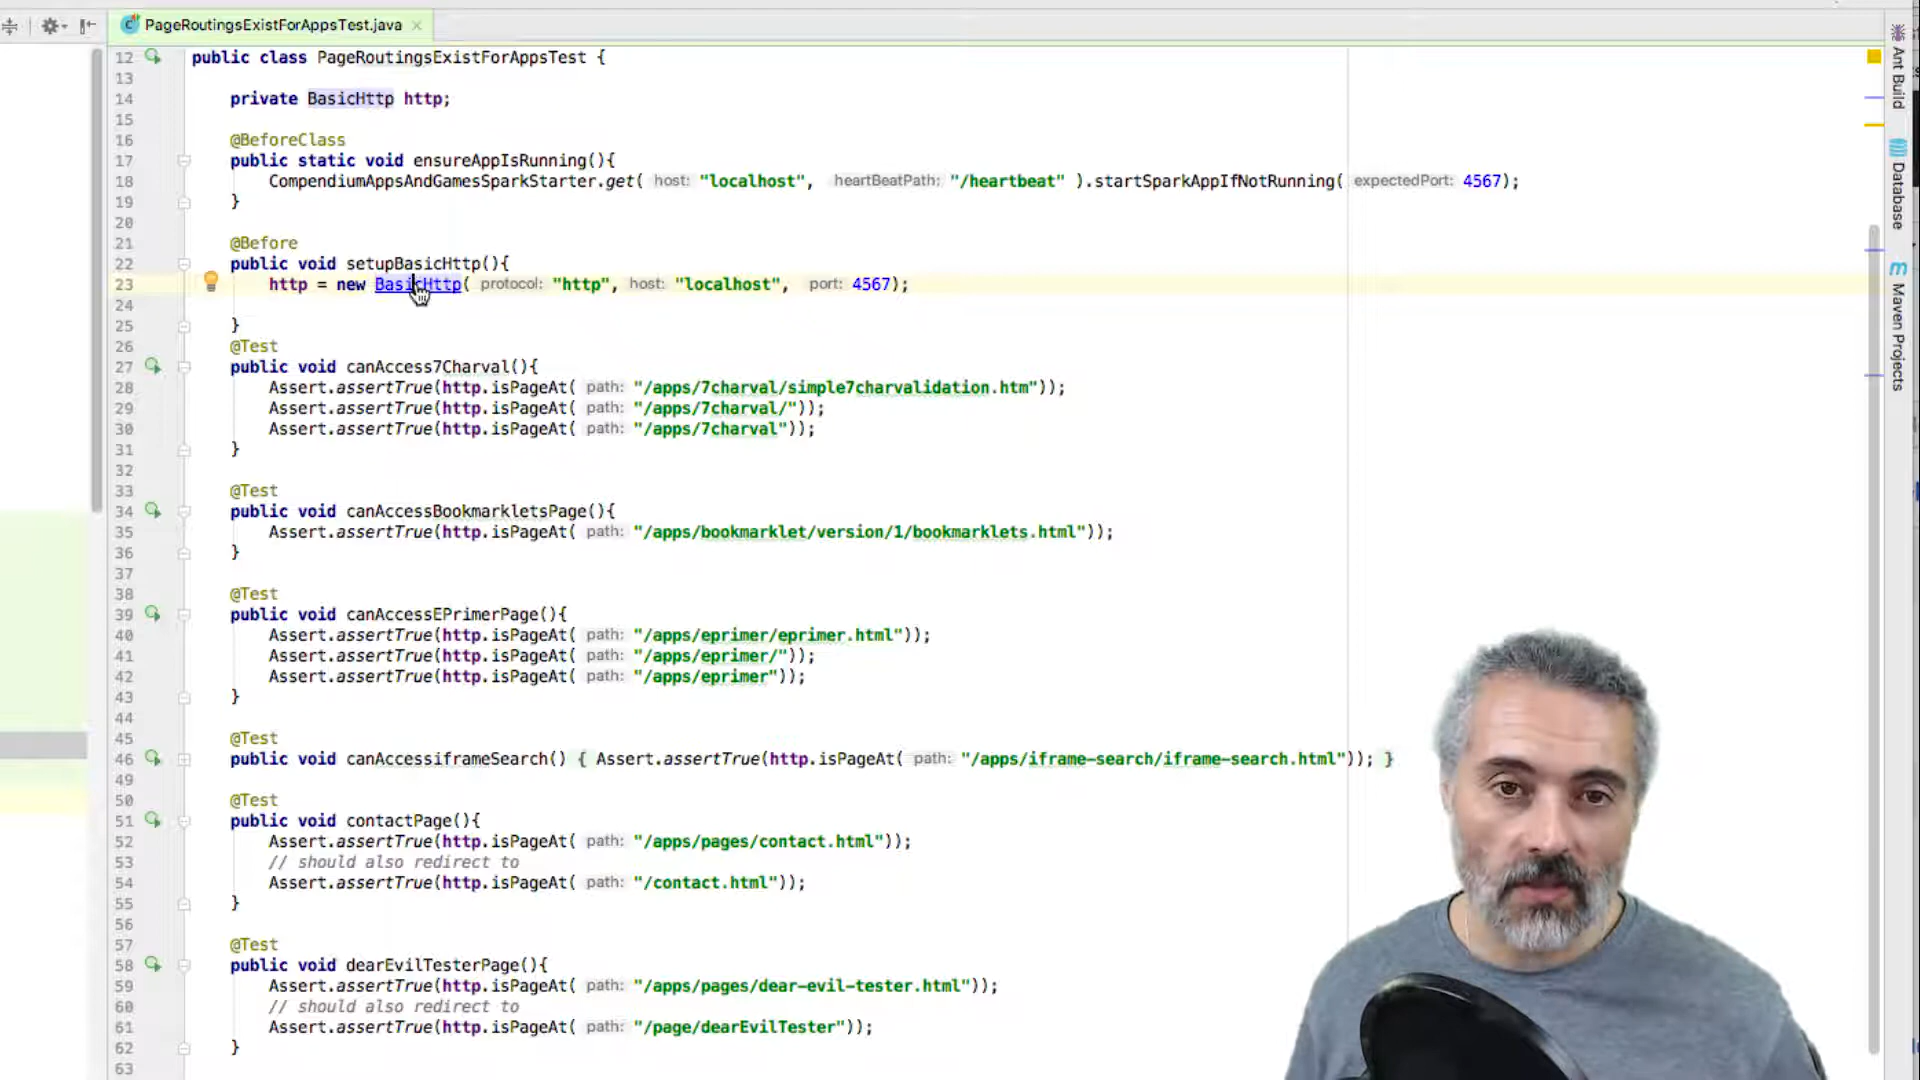 PageRoutingsExistForAppsTest.java
12 public class PageRoutingsExistForAppsTest {
13
14 private BasicHttp http;
15
16 @BeforeClass
17 public static void ensureAppIsRunning(){
18 CompendiumAppsAndGamesSparkStarter.get( host: "localhost", heartBeatPath: "/heartbeat" ).startSparkAppIfNotRunning( expectedPort: 4567);
19 }
20
21 @Before
22 public void setupBasicHttp(){
23 http = new BasicHttp( protocol: "http", host: "localhost", port: 4567);
24
25 }
26 @Test
27 public void canAccess7Charval(){
28 Assert.assertTrue(http.isPageAt( path: "/apps/7charval/simple7charvalidation.htm"));
29 Assert.assertTrue(http.isPageAt( path: "/apps/7charval/"));
30 Assert.assertTrue(http.isPageAt( path: "/apps/7charval"));
31 }
32
33 @Test
34 public void canAccessBookmarkletsPage(){
35 Assert.assertTrue(http.isPageAt( path: "/apps/bookmarklet/version/1/bookmarklets.html"));
36 }
37
38 @Test
39 public void canAccessEPrimerPage(){
40 Assert.assertTrue(http.isPageAt( path: "/apps/eprimer/eprimer.html"));
41 Assert.assertTrue(http.isPageAt( path: "/apps/eprimer/"));
42 Assert.assertTrue(http.isPageAt( path: "/apps/eprimer"));
43 }
44
45 @Test
46 public void canAccessiframeSearch() { Assert.assertTrue(http.isPageAt( path: "/apps/iframe-search/iframe-search.html")); }
49
50 @Test
51 public void contactPage(){
52 Assert.assertTrue(http.isPageAt( path: "/apps/pages/contact.html"));
53 // should also redirect to
54 Assert.assertTrue(http.isPageAt( path: "/contact.html"));
55 }
56
57 @Test
58 public void dearEvilTesterPage(){
59 Assert.assertTrue(http.isPageAt( path: "/apps/pages/dear-evil-tester.html"));
60 // should also redirect to
61 Assert.assertTrue(http.isPageAt( path: "/page/dearEvilTester"));
62 }
63
Ant Build
Database
Maven Projects